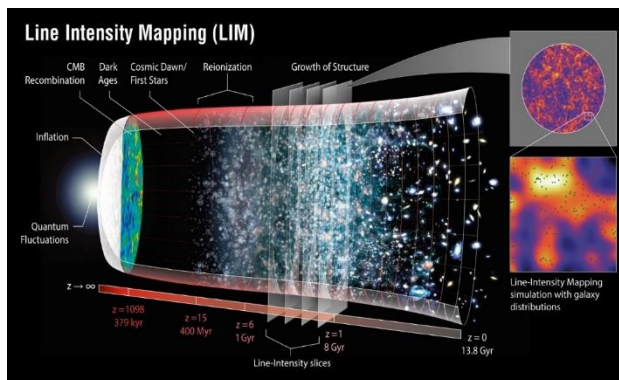 Line Intensity Mapping (LIM)
CMB
Recombination
Dark
Ages
Cosmic Dawn/
First Stars
Reionization
Growth of Structure
Inflation
Quantum
Fluctuations
z → ∞
z = 1098
379 kyr
z = 15
400 Myr
z = 6
1 Gyr
z = 1
8 Gyr
z = 0
13.8 Gyr
Line-Intensity slices
Line-Intensity Mapping
simulation with galaxy
distributions